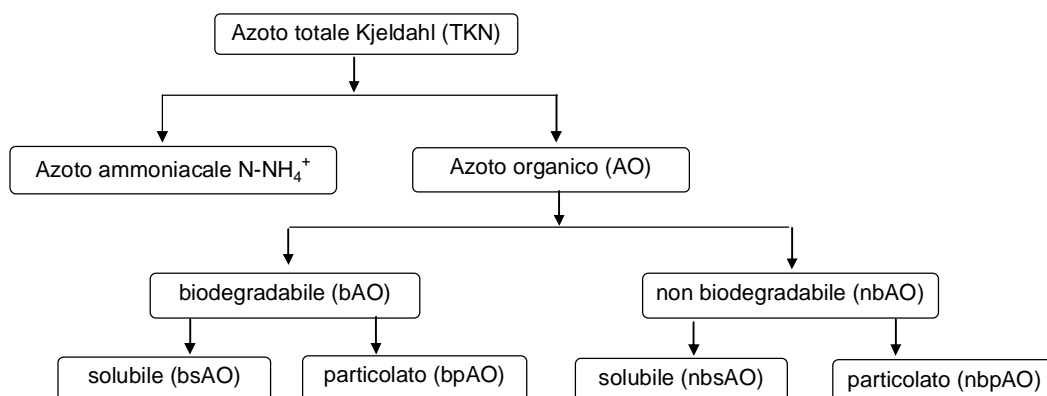 Azoto totale Kjeldahl (TKN)
Azoto ammoniacale N-NH₄⁺
Azoto organico (AO)
biodegradabile (bAO)
non biodegradabile (nbAO)
solubile (bsAO)
particolato (bpAO)
solubile (nbsAO)
particolato (nbpAO)